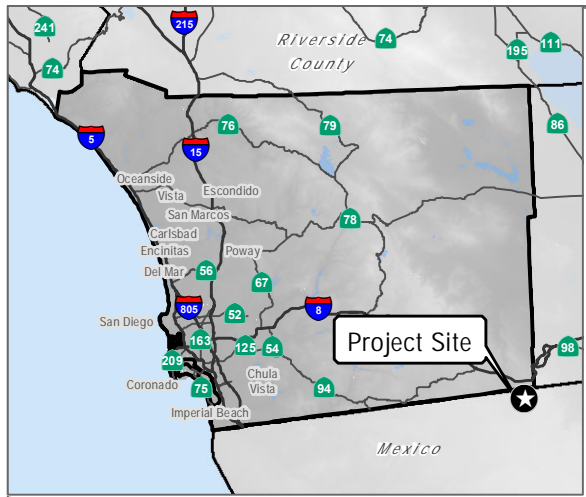 241
215
74
Riverside
County
195
111
74
5
76
79
86
15
Oceanside
Vista
Escondido
San Marcos
78
Carlsbad
Encinitas
Poway
Del Mar
56
67
805
8
52
San Diego
163
125
54
Project Site
98
209
Chula
Vista
Coronado
75
94
Imperial Beach
Mexico